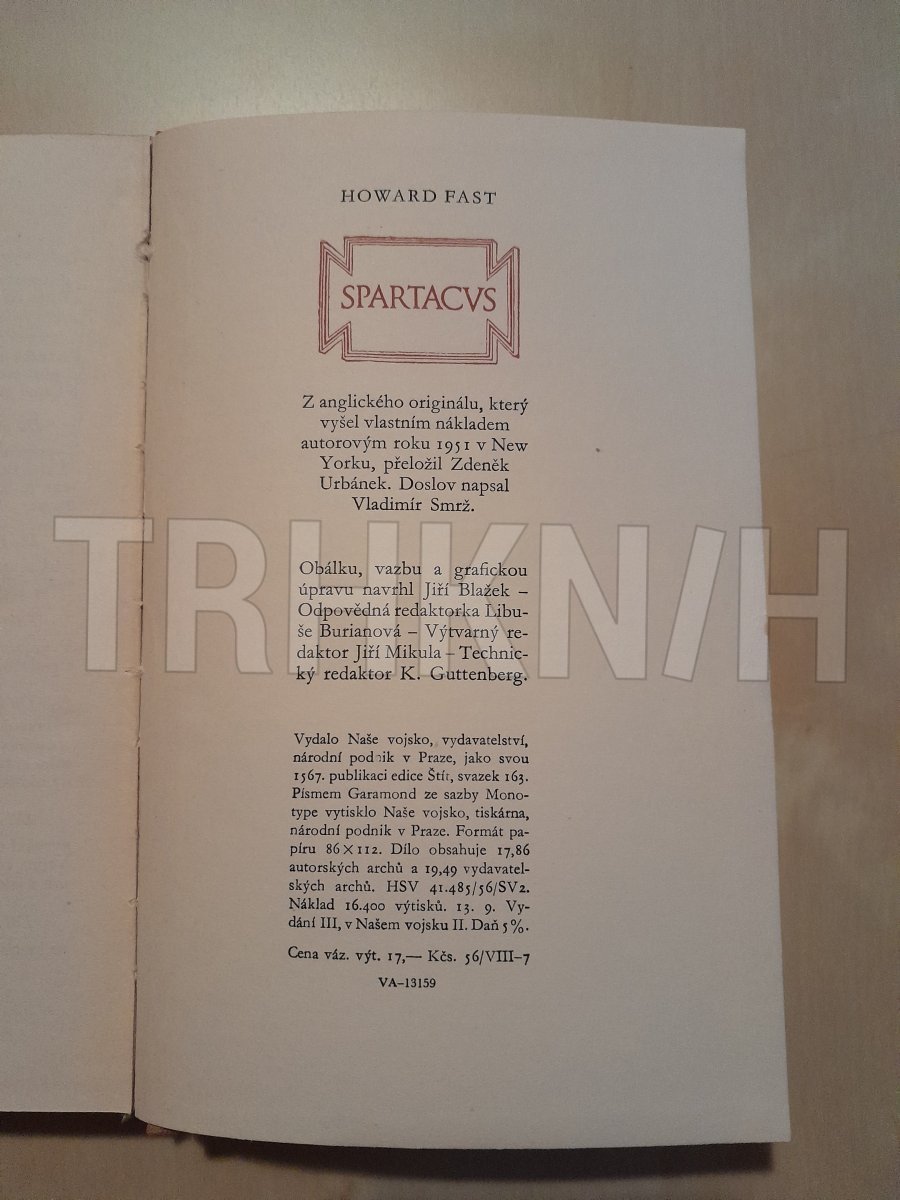 HOWARD FAST
SPARTACVS
Z anglického originálu, který
vyšel vlastním nákladem
autorovým roku 1951 v New
Yorku, přeložil Zdeněk
Urbánek. Doslov napsal
Vladimír Smrž.
TRHKNIH
Obálku, vazbu a grafickou
úpravu navrhl Jiří Blažek –
Odpovědná redaktorka Libu-
še Burianová – Výtvarný re-
daktor Jiří Mikula – Technic-
ký redaktor K. Guttenberg.
Vydalo Naše vojsko, vydavatelství,
národní podnik v Praze, jako svou
1567. publikaci edice Štít, svazek 163.
Písmem Garamond ze sazby Mono-
type vytisklo Naše vojsko, tiskárna,
národní podnik v Praze. Formát pa-
píru 86×112. Dílo obsahuje 17,86
autorských archů a 19,49 vydavatel-
ských archů. HSV 41.485/56/SV2.
Náklad 16.400 výtisků. 13. 9. Vy-
dání III, v Našem vojsku II. Daň 5%.
Cena váz. výt. 17,— Kčs. 56/VIII–7
VA–13159